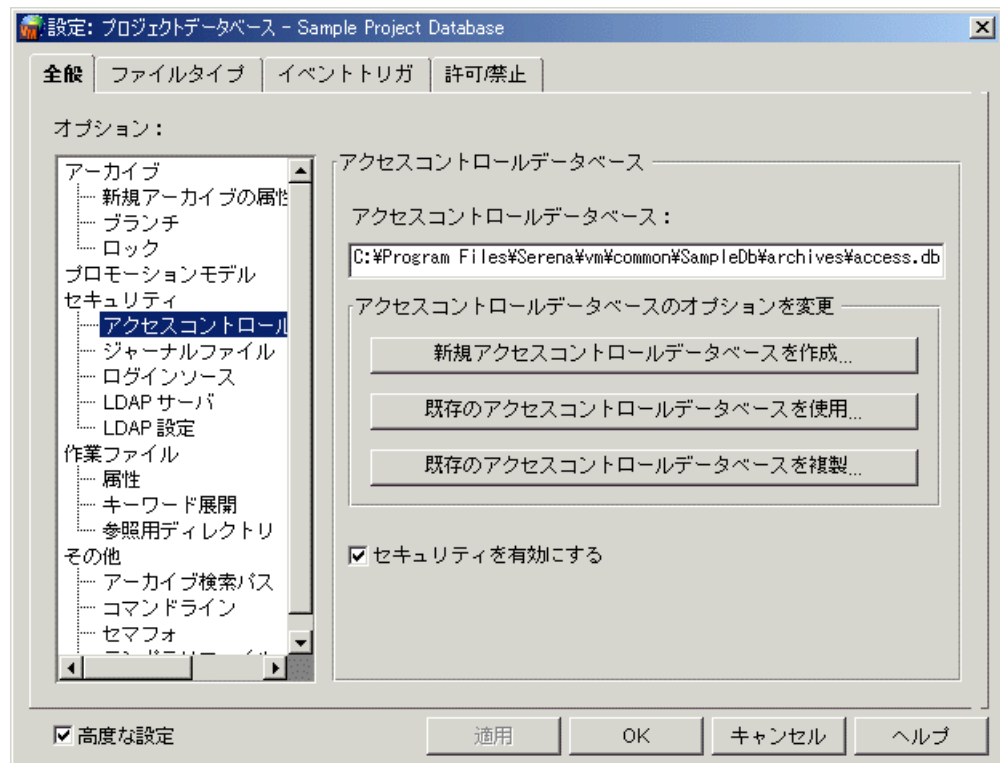 設定: プロジェクトデータベース - Sample Project Database
全般
ファイルタイプ
イベントトリガ
許可/禁止
オプション：
アーカイブ
新規アーカイブの属性
ブランチ
ロック
プロモーションモデル
セキュリティ
アクセスコントロール
ジャーナルファイル
ログインソース
LDAP サーバ
LDAP 設定
作業ファイル
属性
キーワード展開
参照用ディレクトリ
その他
アーカイブ検索パス
コマンドライン
セマフォ
アクセスコントロールデータベース
アクセスコントロールデータベース：
C:¥Program Files¥Serena¥vm¥common¥SampleDb¥archives¥access.db
アクセスコントロールデータベースのオプションを変更
新規アクセスコントロールデータベースを作成...
既存のアクセスコントロールデータベースを使用...
既存のアクセスコントロールデータベースを複製...
セキュリティを有効にする
高度な設定
適用
OK
キャンセル
ヘルプ